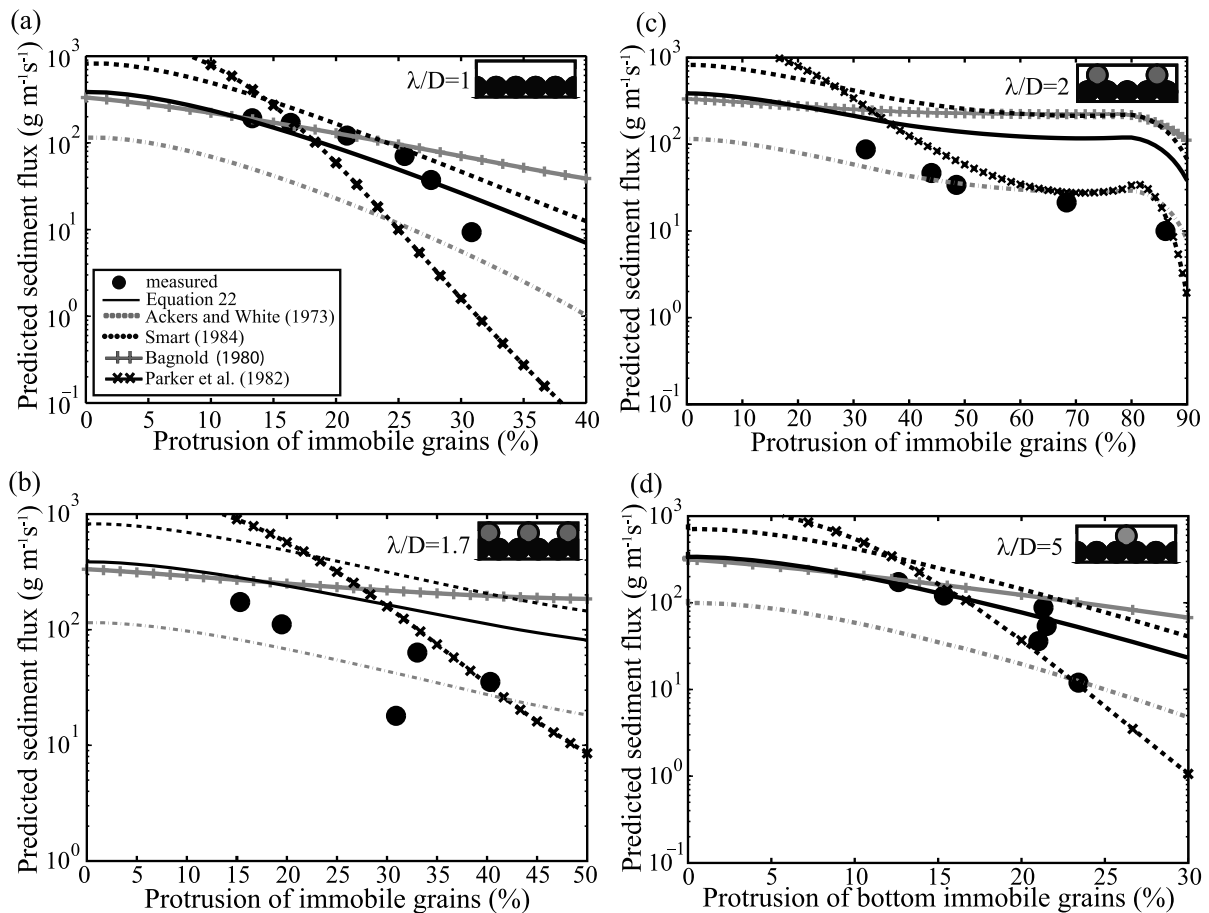 (a)
Predicted sediment flux (g m⁻¹s⁻¹)
10³
10²
10¹
10⁰
10⁻¹
λ/D=1
measured
Equation 22
Ackers and White (1973)
Smart (1984)
Bagnold (1980)
Parker et al. (1982)
0 5 10 15 20 25 30 35 40
Protrusion of immobile grains (%)
(c)
Predicted sediment flux (g m⁻¹s⁻¹)
10³
10²
10¹
10⁰
10⁻¹
λ/D=2
0 10 20 30 40 50 60 70 80 90
Protrusion of immobile grains (%)
(b)
Predicted sediment flux (g m⁻¹s⁻¹)
10³
10²
10¹
10⁰
λ/D=1.7
0 5 10 15 20 25 30 35 40 45 50
Protrusion of immobile grains (%)
(d)
Predicted sediment flux (g m⁻¹s⁻¹)
10³
10²
10¹
10⁰
10⁻¹
λ/D=5
0 5 10 15 20 25 30
Protrusion of bottom immobile grains (%)